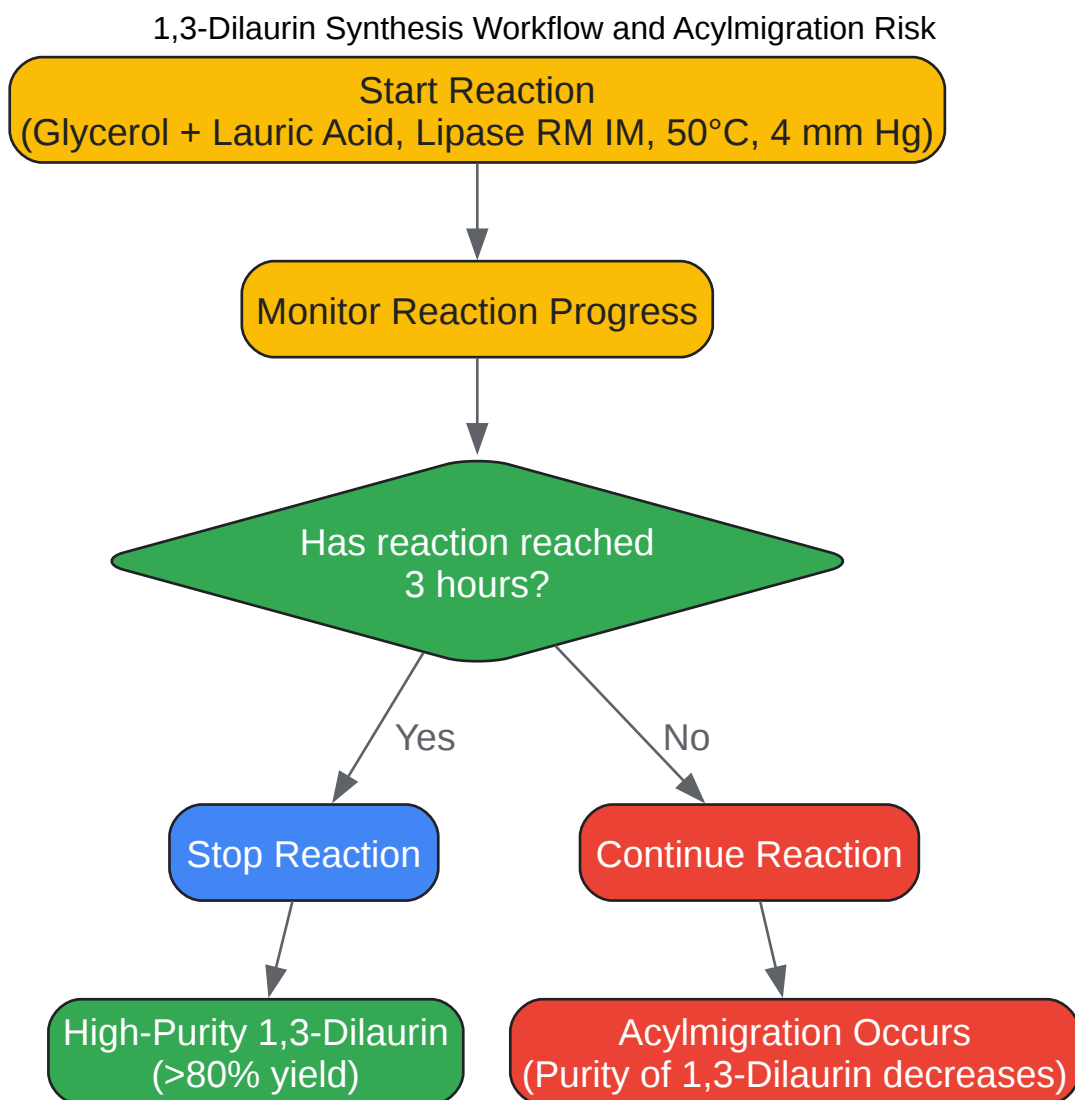 1,3-Dilaurin Synthesis Workflow and Acylmigration Risk
Start Reaction
(Glycerol + Lauric Acid, Lipase RM IM, 50°C, 4 mm Hg)
Monitor Reaction Progress
Has reaction reached
3 hours?
Yes
No
Stop Reaction
Continue Reaction
High-Purity 1,3-Dilaurin
(>80% yield)
Acylmigration Occurs
(Purity of 1,3-Dilaurin decreases)